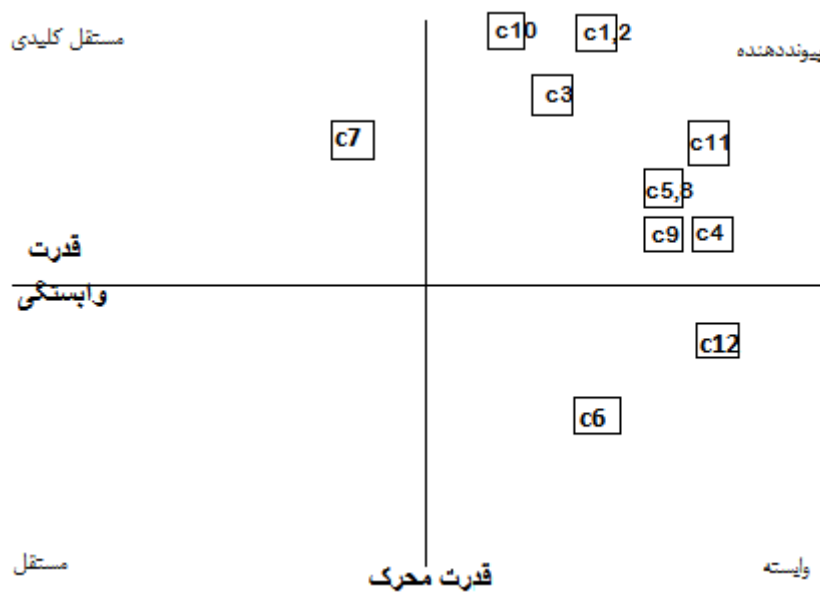 مستقل کلیدی
c10
c1,2
پیونددهنده
c3
c7
c11
c5,8
قدرت
c9
c4
وابستگی
c12
c6
مستقل
قدرت محرک
وابسته